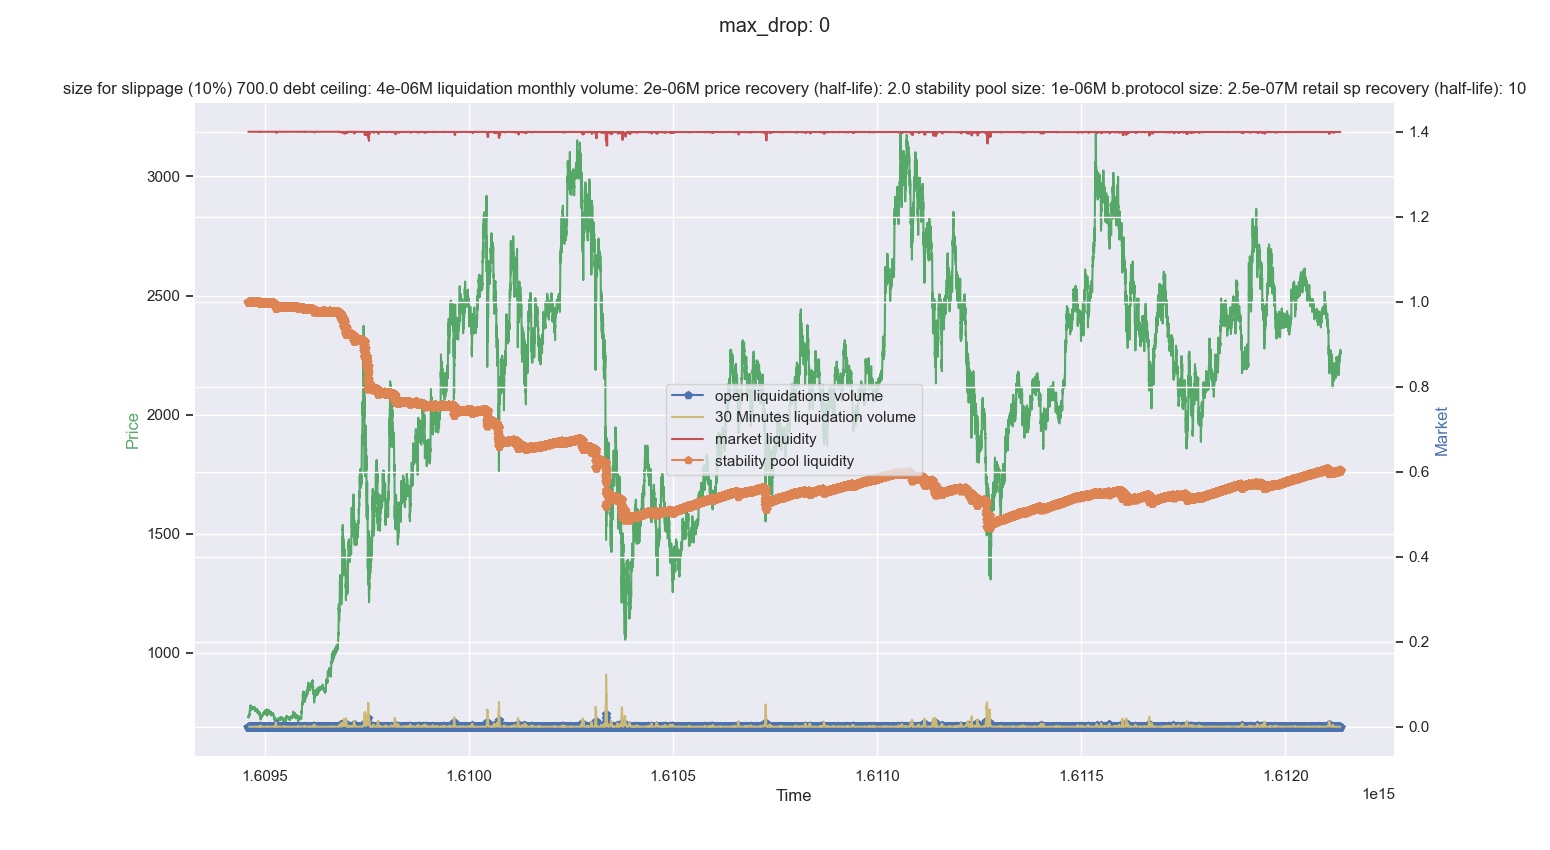 max_drop: 0
size for slippage (10%) 700.0 debt ceiling: 4e-06M liquidation monthly volume: 2e-06M price recovery (half-life): 2.0 stability pool size: 1e-06M b.protocol size: 2.5e-07M retail sp recovery (half-life): 10
3000
2500
2000
1500
1000
Price
1.4
1.2
1.0
0.8
0.6
0.4
0.2
0.0
Market
open liquidations volume
30 Minutes liquidation volume
market liquidity
stability pool liquidity
1.6095 1.6100 1.6105 1.6110 1.6115 1.6120
Time
1e15